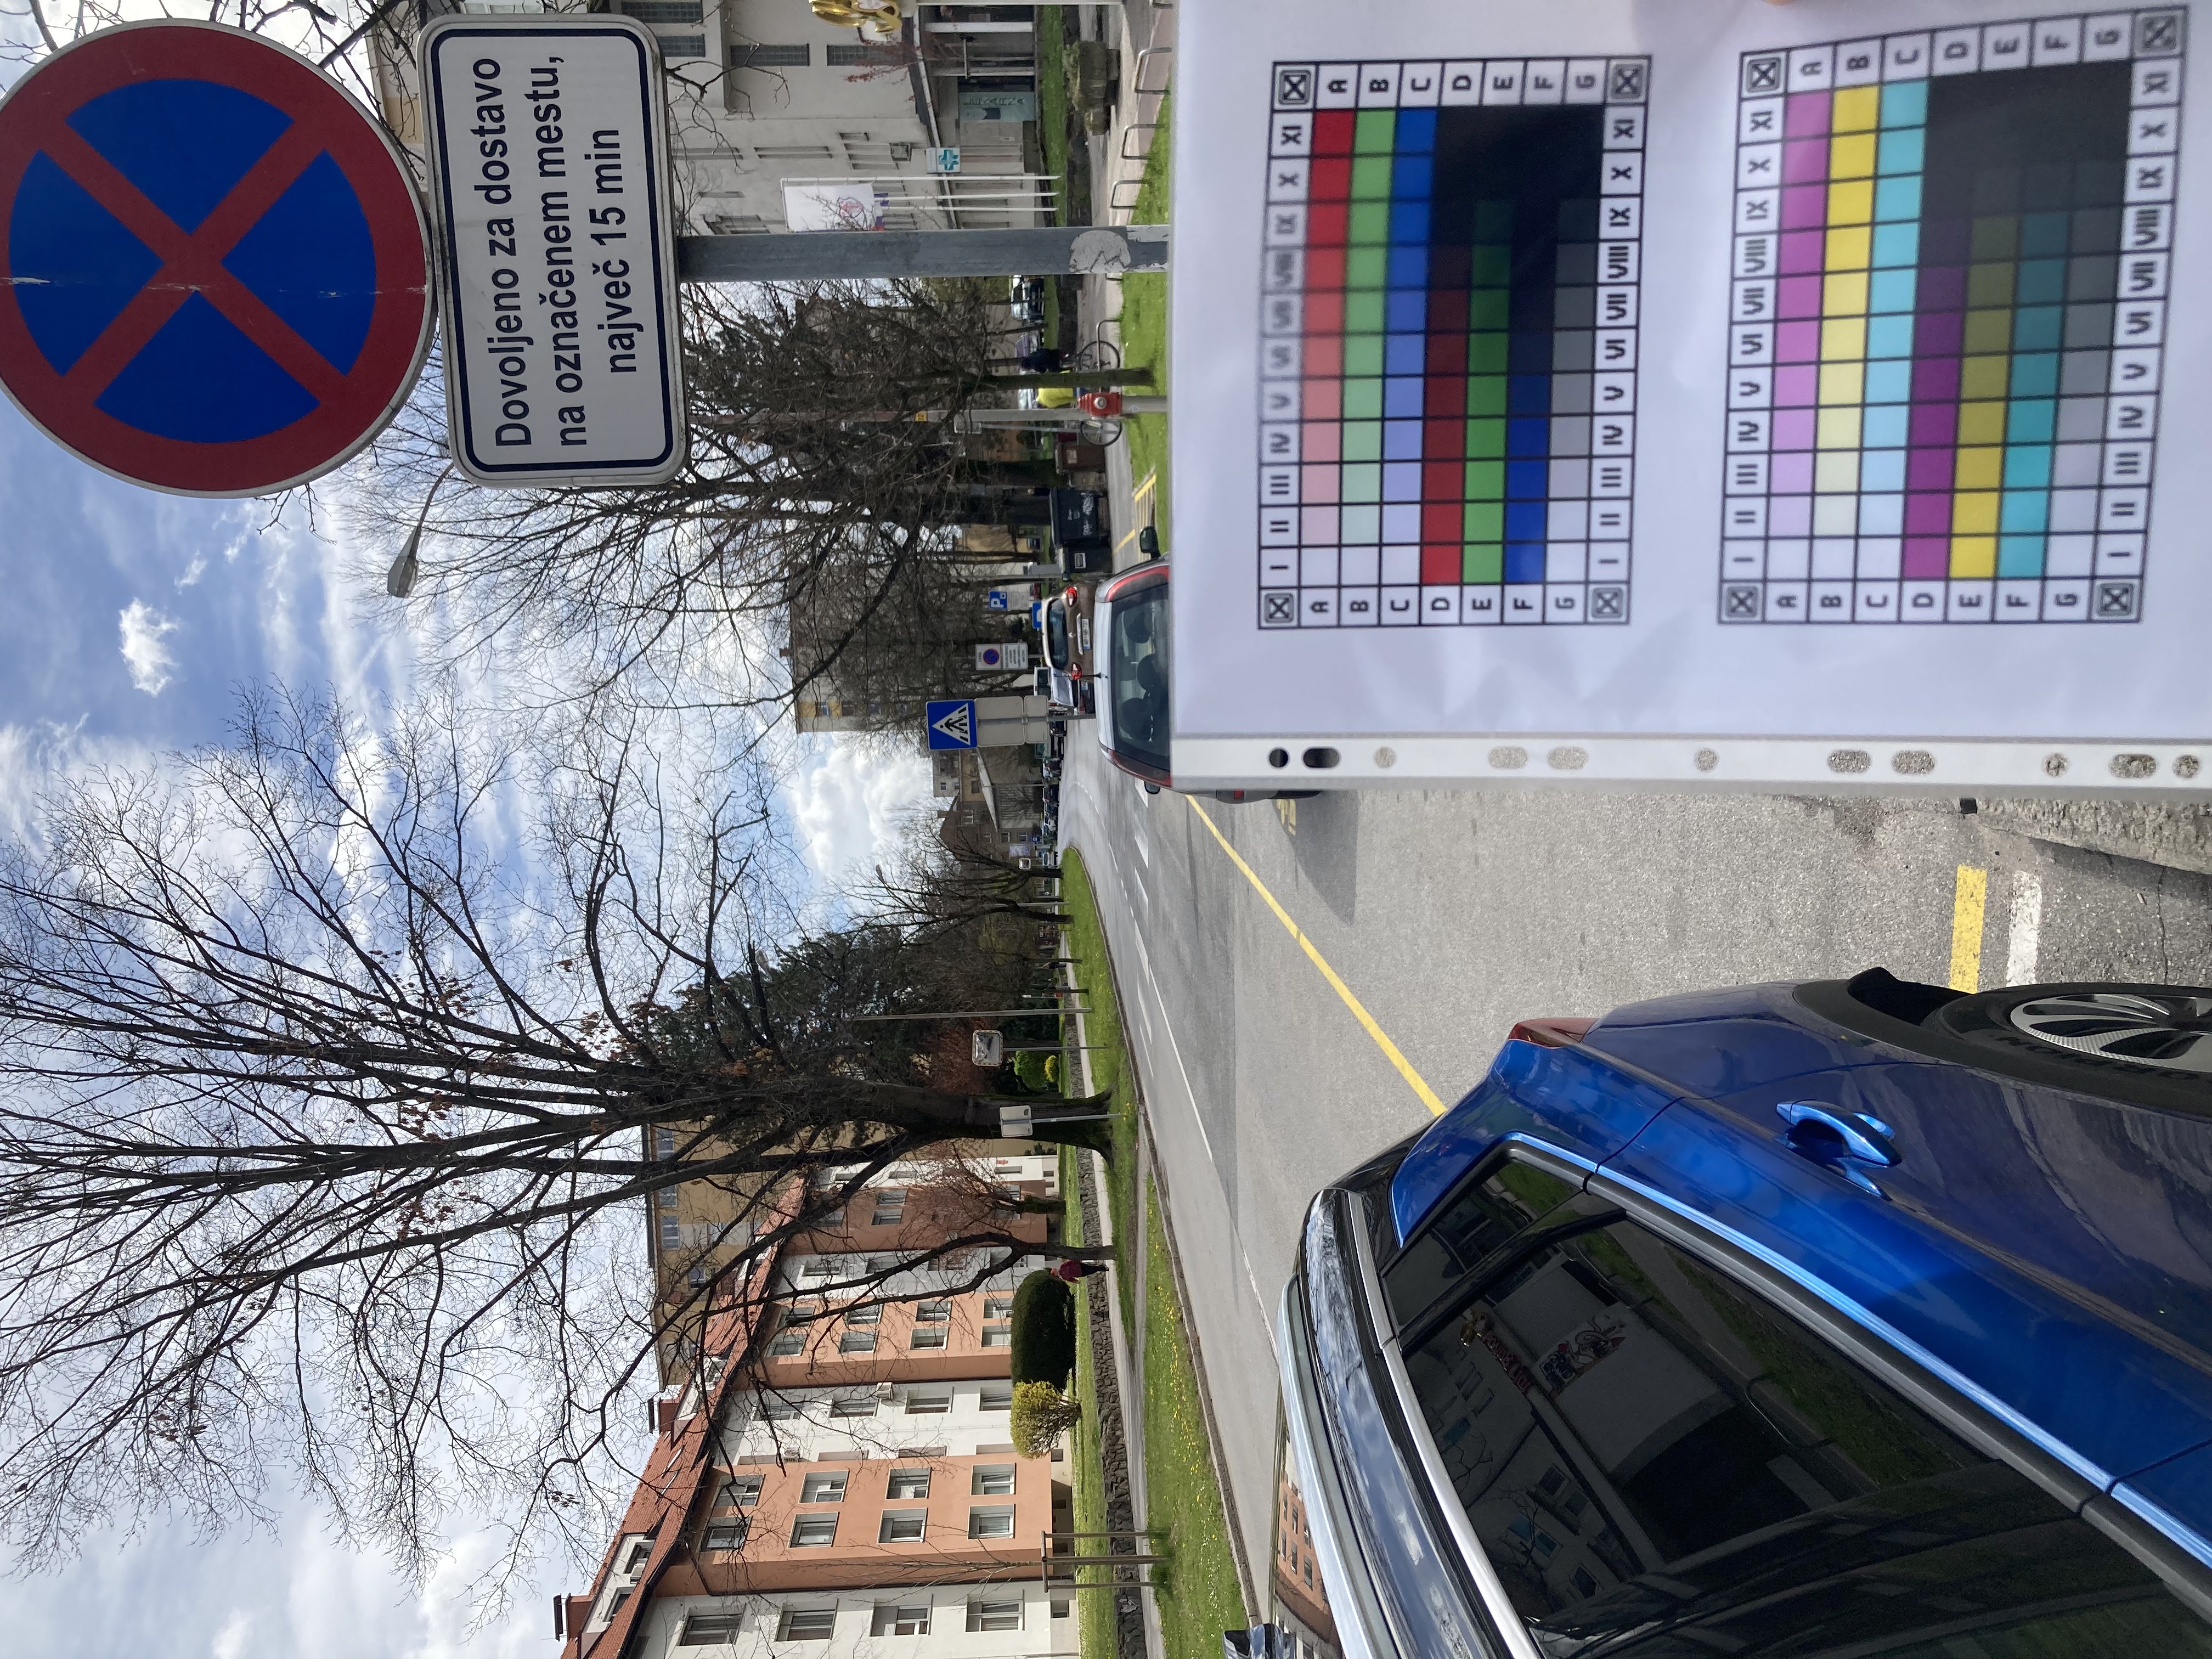 Dovoljeno za dostavo
na označenem mestu,
največ 15 min
P
I II III IV V VI VII VIII IX X XI
A A
B B
C C
D D
E E
F F
G G
I II III IV V VI VII VIII IX X XI
I II III IV V VI VII VIII IX X XI
A A
B B
C C
D D
E E
F F
G G
I II III IV V VI VII VIII IX X XI